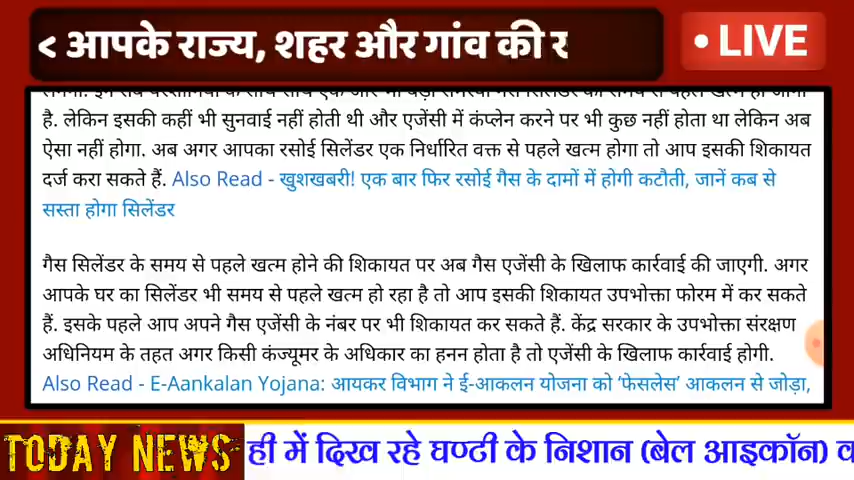 < आपके राज्य, शहर और गांव की
• LIVE
है. लेकिन इसकी कहीं भी सुनवाई नहीं होती थी और एजेंसी में कंप्लेन करने पर भी कुछ नहीं होता था लेकिन अब
ऐसा नहीं होगा. अब अगर आपका रसोई सिलेंडर एक निर्धारित वक्त से पहले खत्म होगा तो आप इसकी शिकायत
दर्ज करा सकते हैं. Also Read - खुशखबरी! एक बार फिर रसोई गैस के दामों में होगी कटौती, जानें कब से
सस्ता होगा सिलेंडर
गैस सिलेंडर के समय से पहले खत्म होने की शिकायत पर अब गैस एजेंसी के खिलाफ कार्रवाई की जाएगी. अगर
आपके घर का सिलेंडर भी समय से पहले खत्म हो रहा है तो आप इसकी शिकायत उपभोक्ता फोरम में कर सकते
हैं. इसके पहले आप अपने गैस एजेंसी के नंबर पर भी शिकायत कर सकते हैं. केंद्र सरकार के उपभोक्ता संरक्षण
अधिनियम के तहत अगर किसी कंज्यूमर के अधिकार का हनन होता है तो एजेंसी के खिलाफ कार्रवाई होगी.
Also Read - E-Aankalan Yojana: आयकर विभाग ने ई-आकलन योजना को ‘फेसलेस’ आकलन से जोड़ा,
TODAY NEWS ही में दिख रहे घण्टी के निशान (बेल आइकॉन)